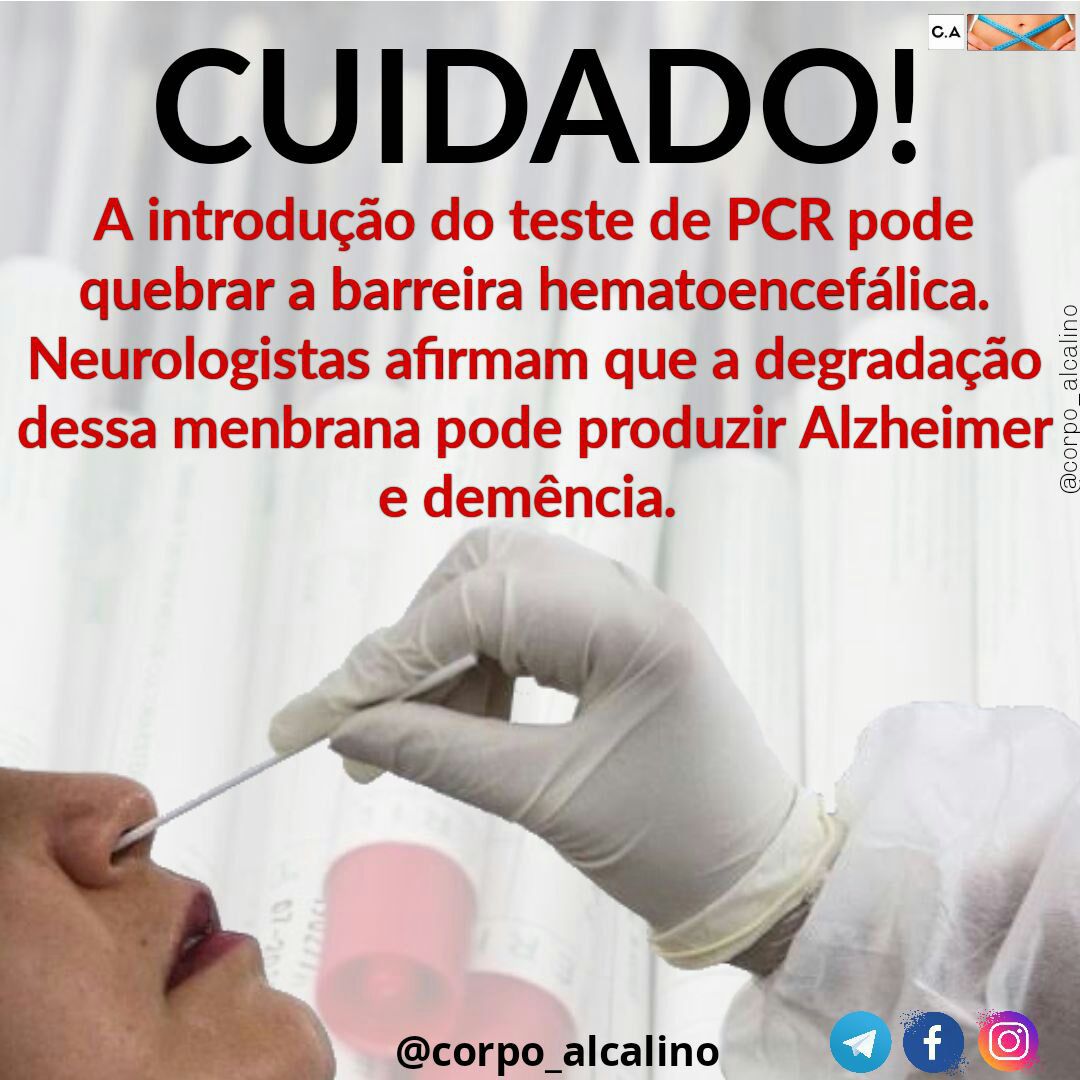 C.A
CUIDADO!
A introdução do teste de PCR pode
quebrar a barreira hematoencefálica.
Neurologistas afirmam que a degradação
dessa menbrana pode produzir Alzheimer
e demência.
@corpo_alcalino
@corpo_alcalino